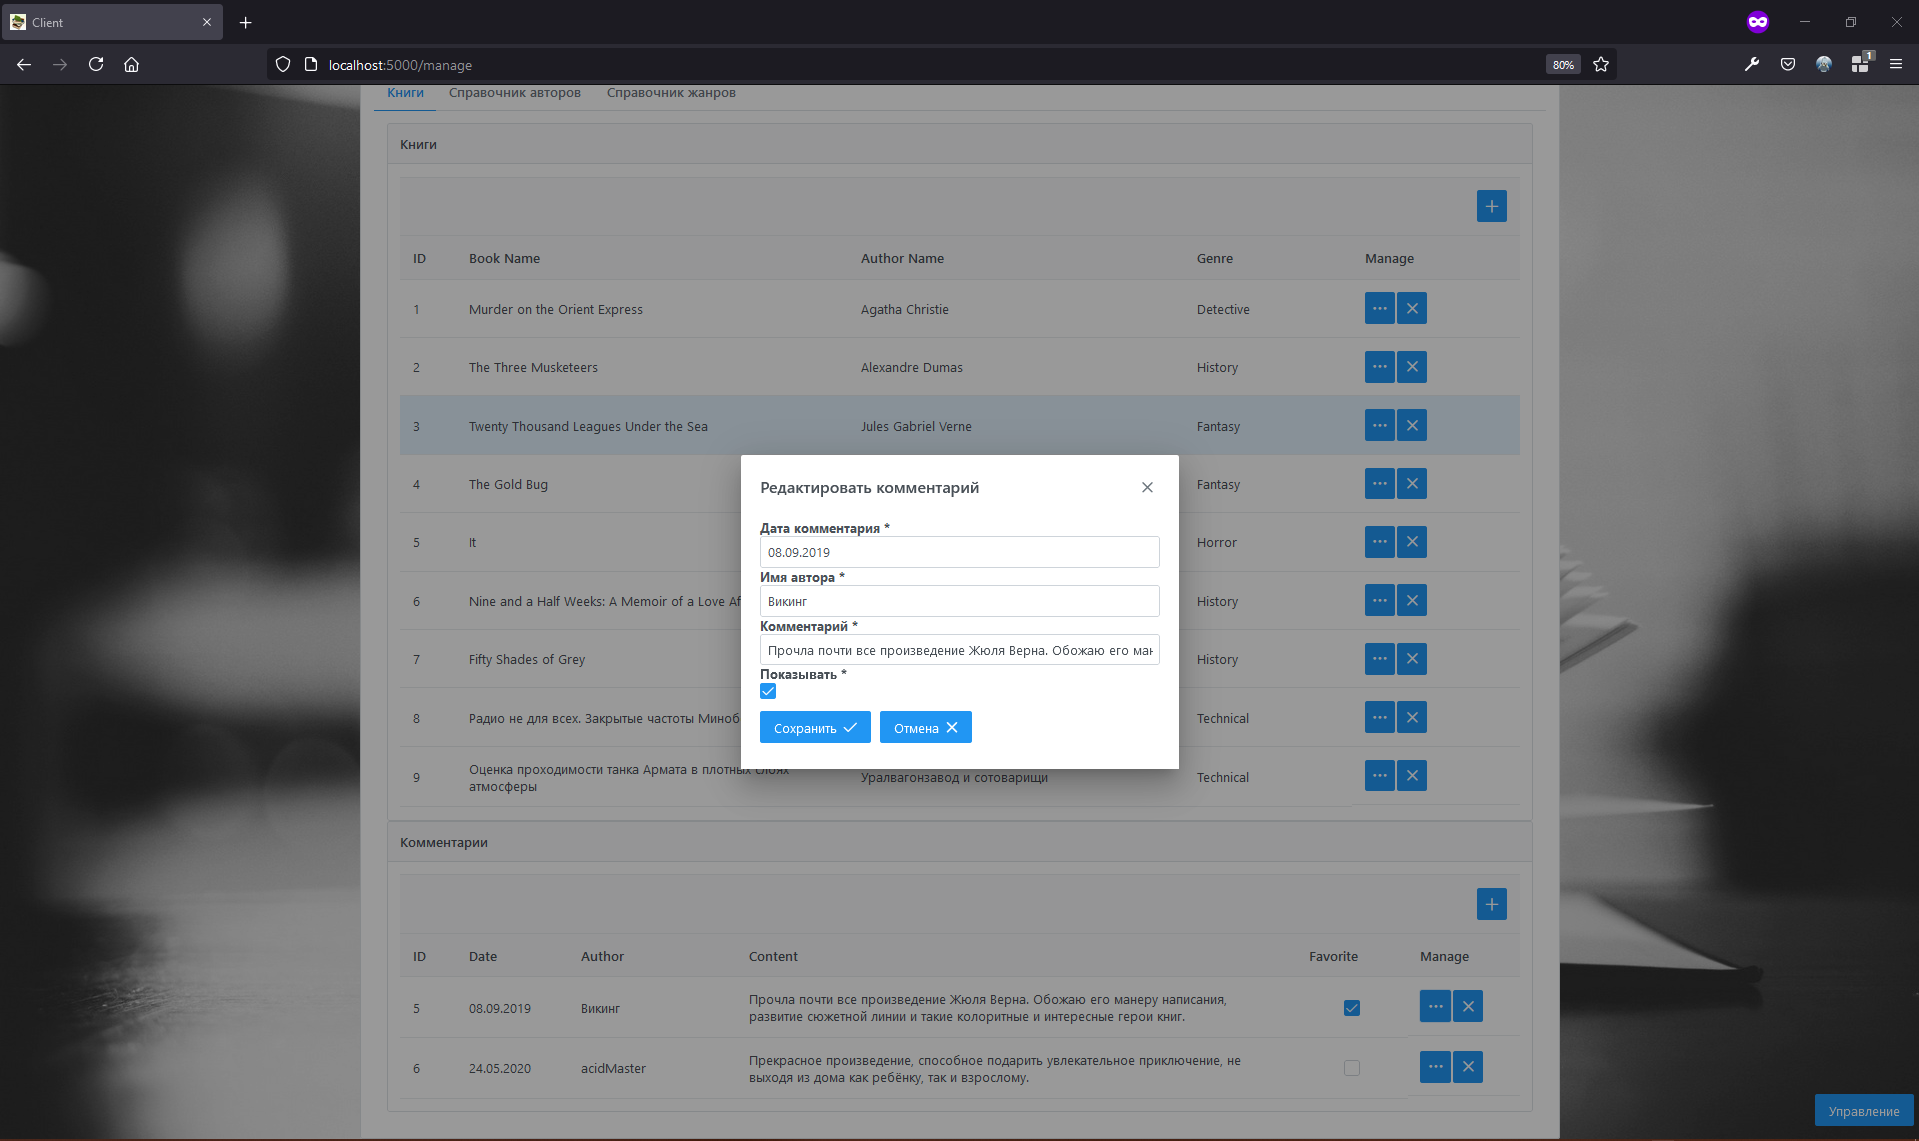 Client
localhost:5000/manage
80%
1
Книги Справочник авторов Справочник жанров
Книги
ID Book Name Author Name Genre Manage
1 Murder on the Orient Express Agatha Christie Detective
2 The Three Musketeers Alexandre Dumas History
3 Twenty Thousand Leagues Under the Sea Jules Gabriel Verne Fantasy
4 The Gold Bug Fantasy
5 It Horror
6 Nine and a Half Weeks: A Memoir of a Love Af History
7 Fifty Shades of Grey History
8 Радио не для всех. Закрытые частоты Миноб Technical
9 Оценка проходимости танка Армата в плотных слоях
атмосферы
Уралвагонзавод и сотоварищи Technical
Редактировать комментарий
Дата комментария *
08.09.2019
Имя автора *
Викинг
Комментарий *
Прочла почти все произведение Жюля Верна. Обожаю его ман
Показывать *
Сохранить Отмена
Комментарии
ID Date Author Content Favorite Manage
5 08.09.2019 Викинг Прочла почти все произведение Жюля Верна. Обожаю его манеру написания,
развитие сюжетной линии и такие колоритные и интересные герои книг.
6 24.05.2020 acidMaster Прекрасное произведение, способное подарить увлекательное приключение, не
выходя из дома как ребёнку, так и взрослому.
Управление